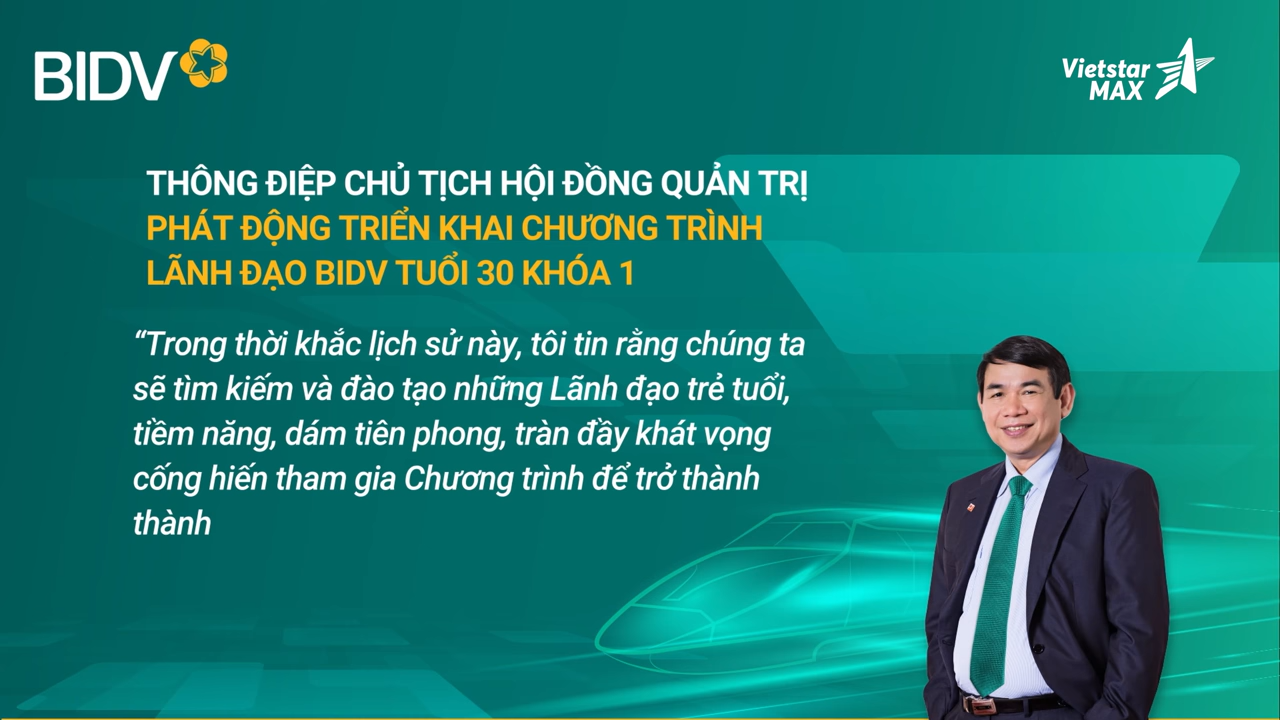 BIDV
Vietstar
MAX
THÔNG ĐIỆP CHỦ TỊCH HỘI ĐỒNG QUẢN TRỊ
PHÁT ĐỘNG TRIỂN KHAI CHƯƠNG TRÌNH
LÃNH ĐẠO BIDV TUỔI 30 KHÓA 1
“Trong thời khắc lịch sử này, tôi tin rằng chúng ta
sẽ tìm kiếm và đào tạo những Lãnh đạo trẻ tuổi,
tiềm năng, dám tiên phong, tràn đầy khát vọng
cống hiến tham gia Chương trình để trở thành
thành